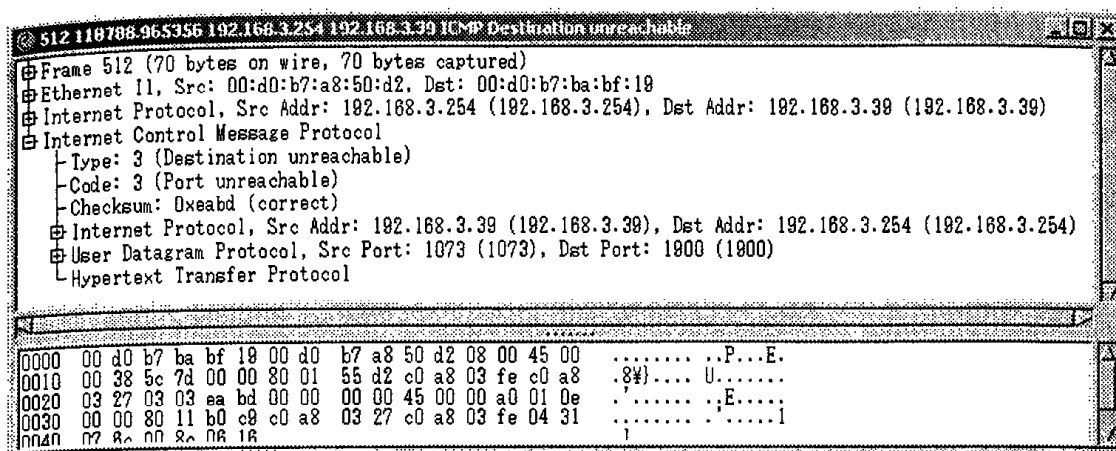 512 118788.965356 192.168.3.254 192.168.3.39 ICMP Destination unreachable
Frame 512 (70 bytes on wire, 70 bytes captured)
Ethernet II, Src: 00:d0:b7:a8:50:d2, Dst: 00:d0:b7:ba:bf:19
Internet Protocol, Src Addr: 192.168.3.254 (192.168.3.254), Dst Addr: 192.168.3.39 (192.168.3.39)
Internet Control Message Protocol
Type: 3 (Destination unreachable)
Code: 3 (Port unreachable)
Checksum: 0xeabd (correct)
Internet Protocol, Src Addr: 192.168.3.39 (192.168.3.39), Dst Addr: 192.168.3.254 (192.168.3.254)
User Datagram Protocol, Src Port: 1073 (1073), Dst Port: 1900 (1900)
Hypertext Transfer Protocol
0000 00 d0 b7 ba bf 19 00 d0 b7 a8 50 d2 08 00 45 00 ........ ..P...E.
0010 00 38 5c 7d 00 00 80 01 55 d2 c0 a8 03 fe c0 a8 .8¥}.... U.......
0020 03 27 03 03 ea bd 00 00 00 00 45 00 00 a0 01 0e .'...... ..E.....
0030 00 00 80 11 b0 c9 c0 a8 03 27 c0 a8 03 fe 04 31 ........ .'.....1
0040 07 6c 00 8c 06 16